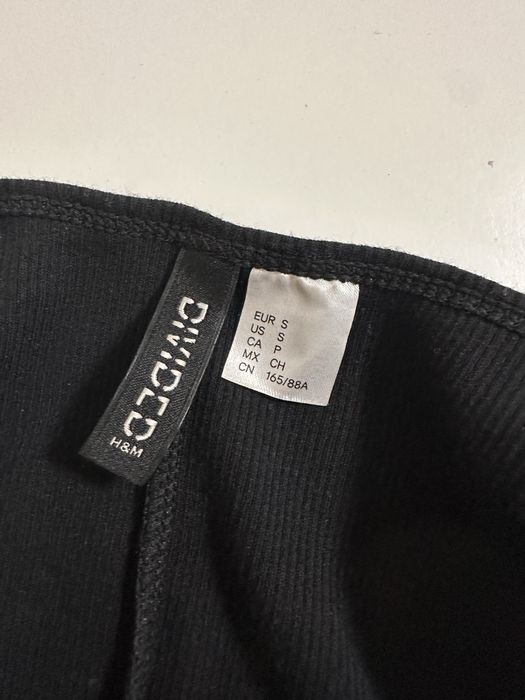 DIVIDED
H&M
EUR S
US S
CA P
MX CH
CN 165/88A